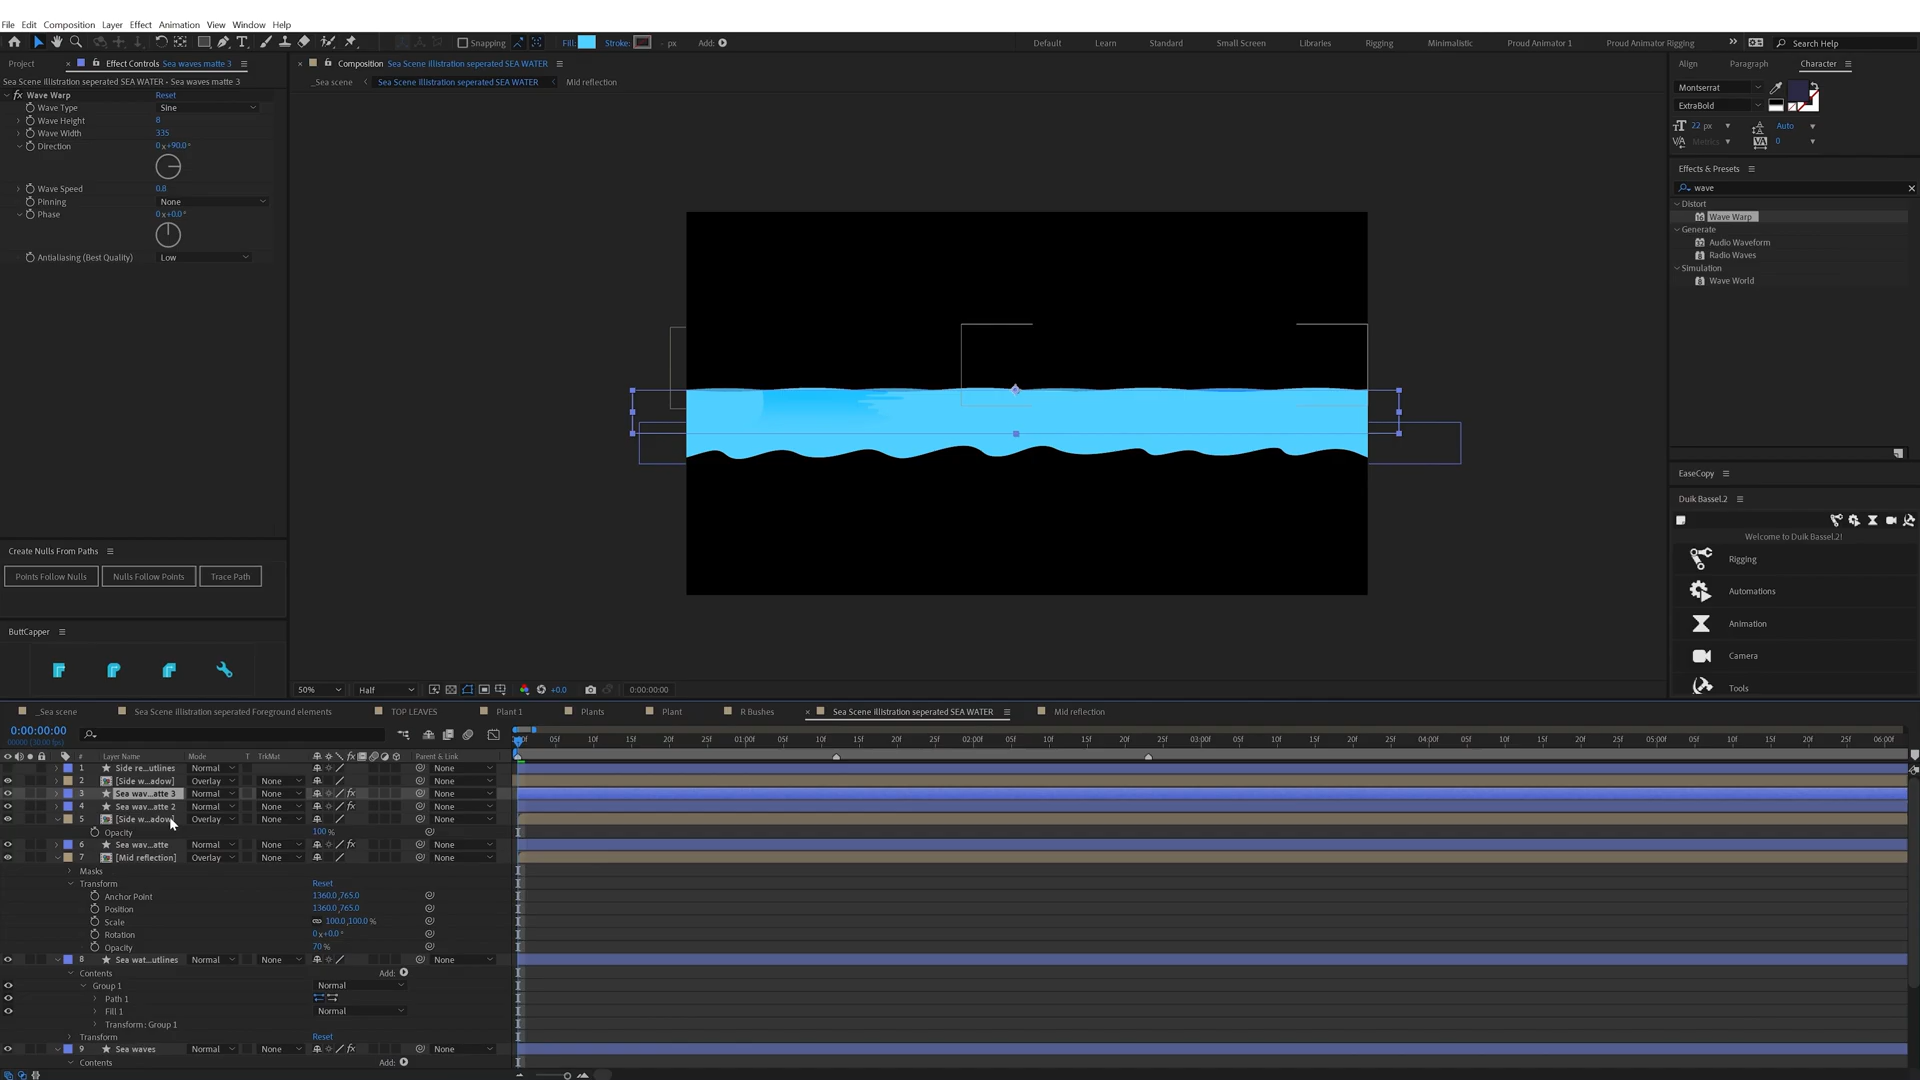 File Edit Composition Layer Effect Animation View Window Help
Snapping Fill: Stroke: - px Add: Default Learn Standard Small Screen Libraries Rigging Minimalistic Proud Animator 1 Proud Animator Rigging Search Help
Project Effect Controls Sea waves matte 3
Sea Scene illistration seperated SEA WATER • Sea waves matte 3
fx Wave Warp Reset
Wave Type Sine
Wave Height 8
Wave Width 335
Direction 0x+90.0°
Wave Speed 0.8
Pinning None
Phase 0x+0.0°
Antialiasing (Best Quality) Low
Create Nulls From Paths
Points Follow Nulls Nulls Follow Points Trace Path
ButtCapper
Composition Sea Scene illistration seperated SEA WATER
_Sea scene Sea Scene illistration seperated SEA WATER Mid reflection
50% Half +0.0 0:00:00:00
Align Paragraph Character
Montserrat
ExtraBold
22 px Auto
Metrics 0
Effects & Presets
wave
Distort
Wave Warp
Generate
Audio Waveform
Radio Waves
Simulation
Wave World
EaseCopy
Duik Bassel.2
Welcome to Duik Bassel.2!
Rigging
Automations
Animation
Camera
Tools
_Sea scene Sea Scene illistration seperated Foreground elements TOP LEAVES Plant 1 Plants Plant R Bushes Sea Scene illistration seperated SEA WATER Mid reflection
0:00:00:00
00000 (30.00 fps)
05f 10f 15f 20f 25f 01:00f 05f 10f 15f 20f 25f 02:00f 05f 10f 15f 20f 25f 03:00f 05f 10f 15f 20f 25f 04:00f 05f 10f 15f 20f 25f 05:00f 05f 10f 15f 20f 25f 06:00f
# Layer Name Mode T TrkMat Parent & Link
1 Side re...utlines Normal None None
2 [Side w...adow] Overlay None None
3 Sea wav...atte 3 Normal None None
4 Sea wav...atte 2 Normal None None
5 [Side w...adow] Overlay None None
Opacity 100 %
6 Sea wav...atte Normal None None
7 [Mid reflection] Overlay None None
Masks
Transform Reset
Anchor Point 1360.0,765.0
Position 1360.0,765.0
Scale 100.0,100.0 %
Rotation 0x+0.0°
Opacity 70 %
8 Sea wat...utlines Normal None None
Contents Add:
Group 1 Normal
Path 1
Fill 1 Normal
Transform: Group 1
Transform Reset
9 Sea waves Normal None None
Contents Add: